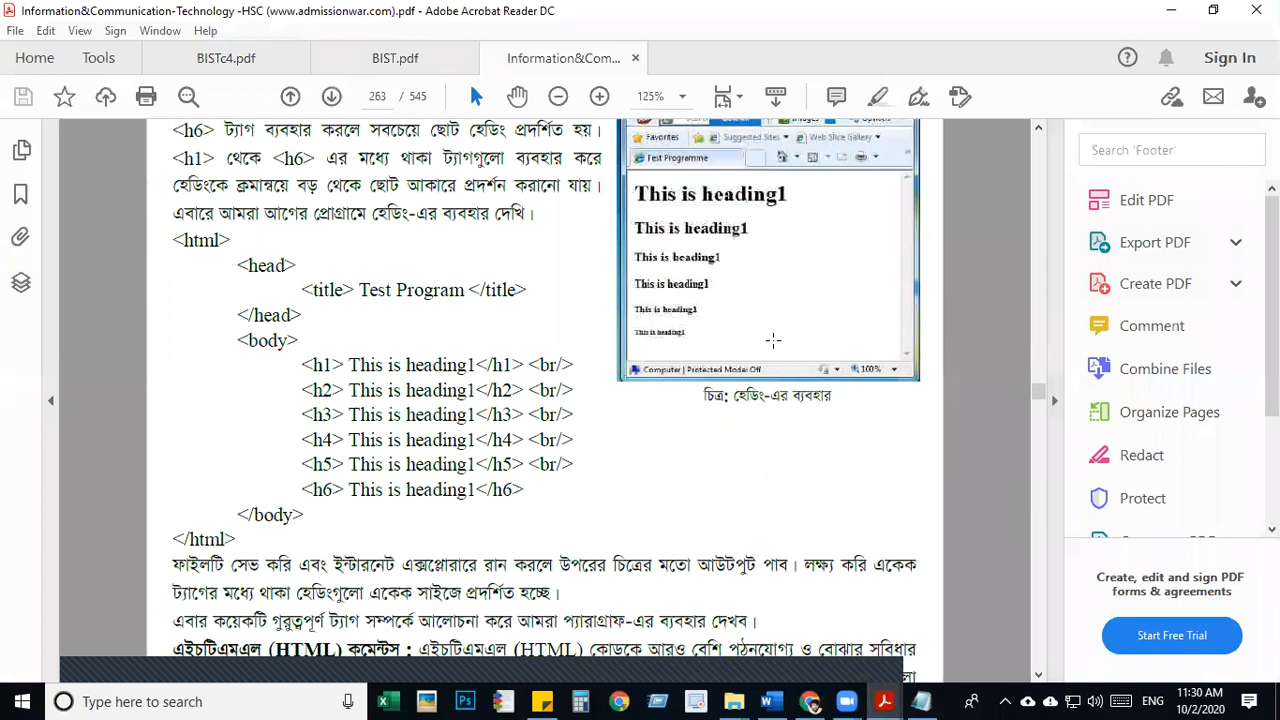 Information&Communication-Technology -HSC (www.admissionwar.com).pdf - Adobe Acrobat Reader DC
File Edit View Sign Window Help
Home Tools BISTc4.pdf BIST.pdf Information&Com... × Sign In
263 / 545 125%
<h6> ট্যাগ ব্যবহার করলে সবচেয়ে ছোট হেডিং প্রদর্শিত হয়।
<h1> থেকে <h6> এর মধ্যে থাকা ট্যাগগুলো ব্যবহার করে
হেডিংকে ক্রমান্বয়ে বড় থেকে ছোট আকারে প্রদর্শন করানো যায়।
এবারে আমরা আগের প্রোগ্রামে হেডিং-এর ব্যবহার দেখি।
<html>
<head>
<title> Test Program </title>
</head>
<body>
<h1> This is heading1</h1> <br/>
<h2> This is heading1</h2> <br/>
<h3> This is heading1</h3> <br/>
<h4> This is heading1</h4> <br/>
<h5> This is heading1</h5> <br/>
<h6> This is heading1</h6>
</body>
</html>
Favorites Suggested Sites Web Slice Gallery
Test Programme
This is heading1
This is heading1
This is heading1
This is heading1
This is heading1
This is heading1
Computer | Protected Mode: Off 100%
চিত্র: হেডিং-এর ব্যবহার
ফাইলটি সেভ করি এবং ইন্টারনেট এক্সপ্লোরারে রান করলে উপরের চিত্রের মতো আউটপুট পাব। লক্ষ্য করি একেক
ট্যাগের মধ্যে থাকা হেডিংগুলো একেক সাইজে প্রদর্শিত হচ্ছে।
এবার কয়েকটি গুরুত্বপূর্ণ ট্যাগ সম্পর্কে আলোচনা করে আমরা প্যারাগ্রাফ-এর ব্যবহার দেখব।
এইচটিএমএল (HTML) কমেন্টস : এইচটিএমএল (HTML) কোডকে আরও বেশি পঠনযোগ্য ও বোঝার সুবিধার
Search 'Footer'
Edit PDF
Export PDF
Create PDF
Comment
Combine Files
Organize Pages
Redact
Protect
Create, edit and sign PDF
forms & agreements
Start Free Trial
Type here to search
ENG
11:30 AM
10/2/2020